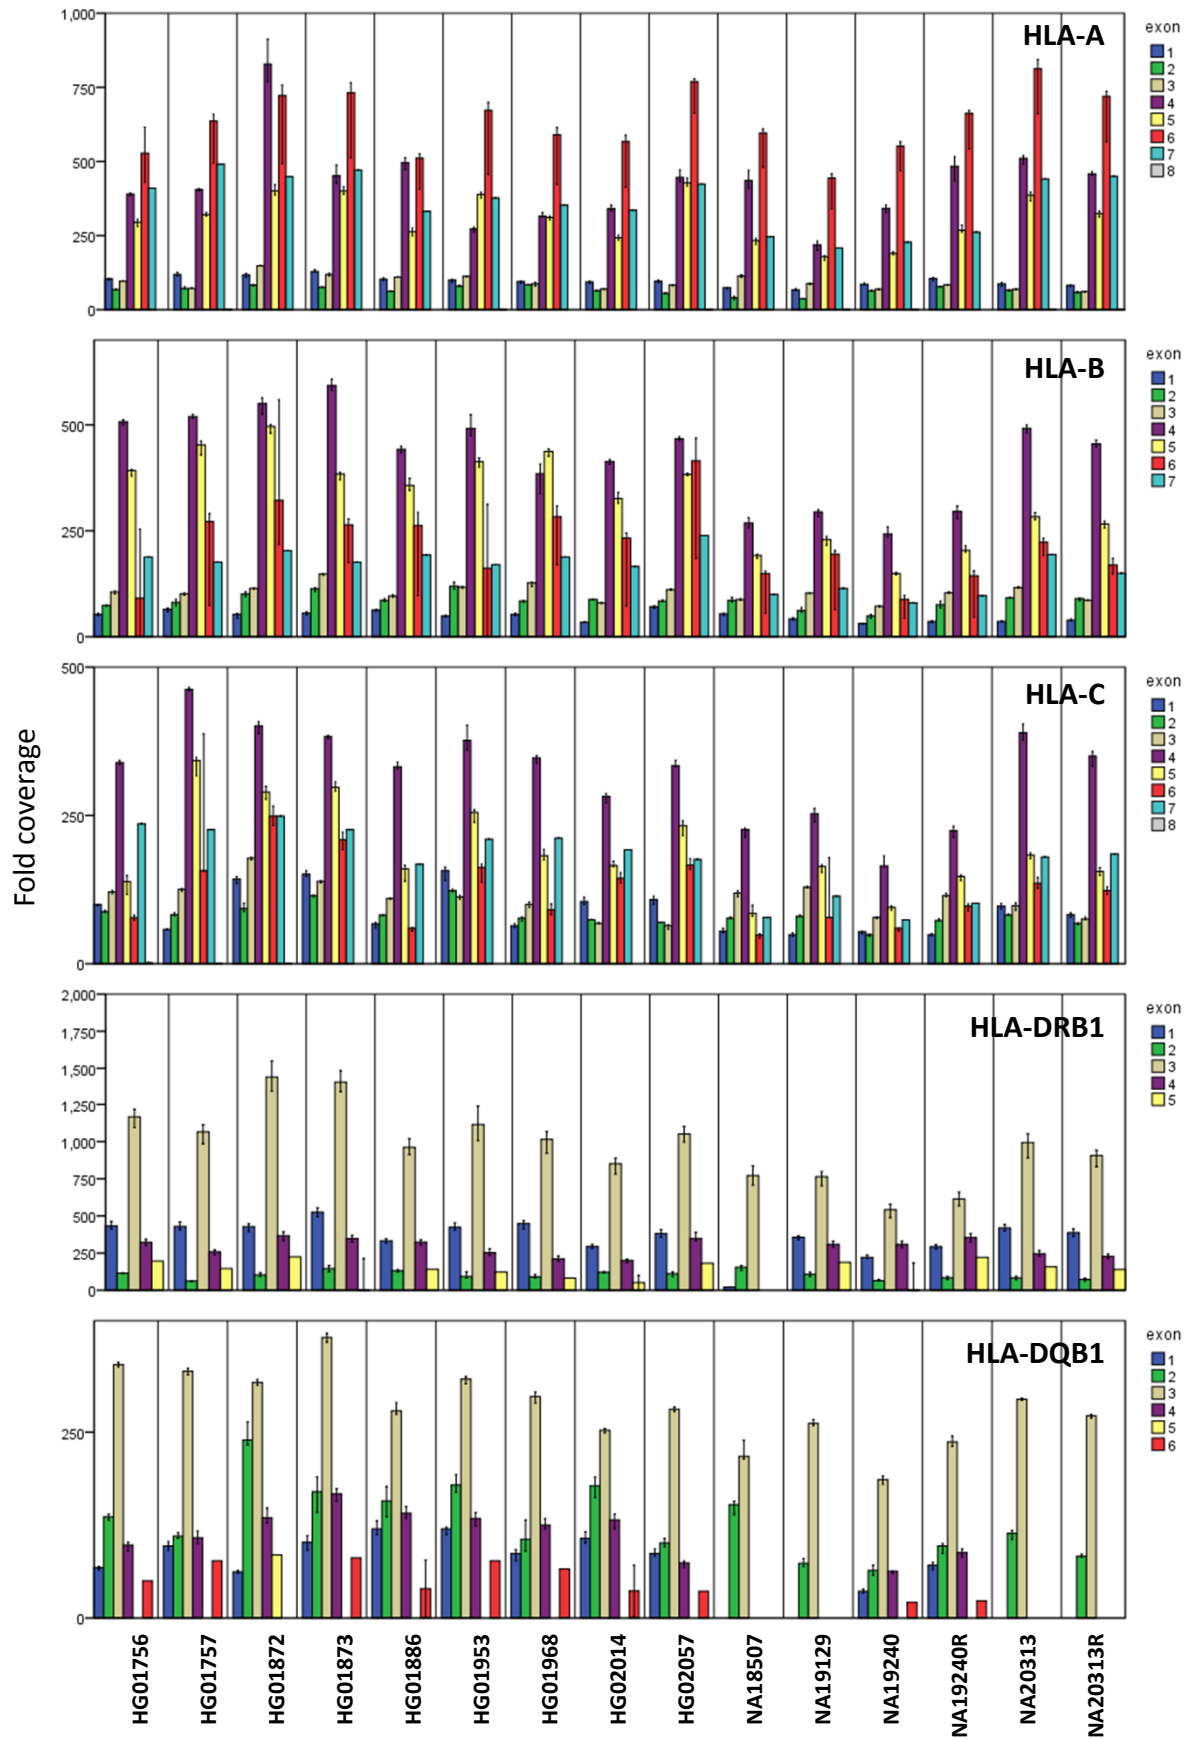 Fold coverage
HLA-A
1,000
750
500
250
0
exon
1
2
3
4
5
6
7
8
HLA-B
500
250
0
exon
1
2
3
4
5
6
7
HLA-C
500
250
0
exon
1
2
3
4
5
6
7
8
HLA-DRB1
2,000
1,750
1,500
1,250
1,000
750
500
250
0
exon
1
2
3
4
5
HLA-DQB1
250
0
exon
1
2
3
4
5
6
HG01756
HG01757
HG01872
HG01873
HG01886
HG01953
HG01968
HG02014
HG02057
NA18507
NA19129
NA19240
NA19240R
NA20313
NA20313R